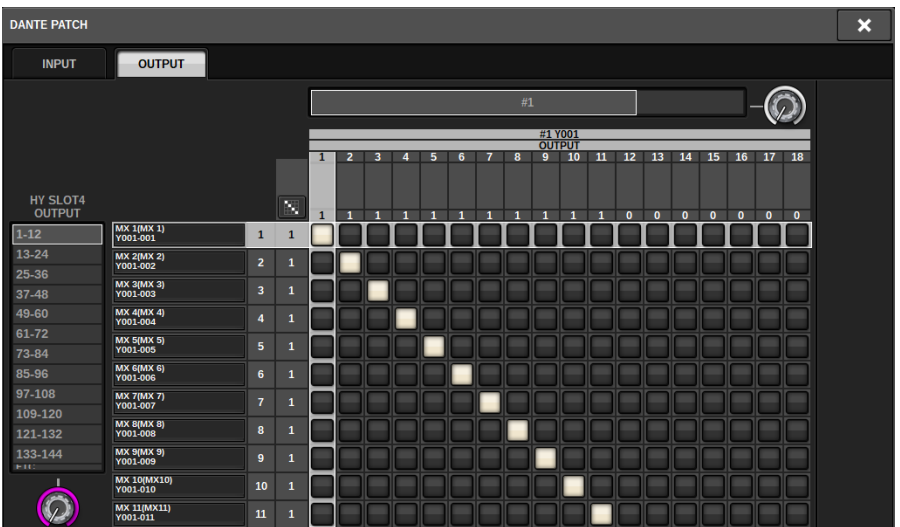 DANTE PATCH
INPUT
OUTPUT
#1
#1 Y001
OUTPUT
1 2 3 4 5 6 7 8 9 10 11 12 13 14 15 16 17 18
HY SLOT4
OUTPUT
1 1 1 1 1 1 1 1 1 1 1 0 0 0 0 0 0 0
1-12
13-24
25-36
37-48
49-60
61-72
73-84
85-96
97-108
109-120
121-132
133-144
MX 1(MX 1)
Y001-001
1 1
MX 2(MX 2)
Y001-002
2 1
MX 3(MX 3)
Y001-003
3 1
MX 4(MX 4)
Y001-004
4 1
MX 5(MX 5)
Y001-005
5 1
MX 6(MX 6)
Y001-006
6 1
MX 7(MX 7)
Y001-007
7 1
MX 8(MX 8)
Y001-008
8 1
MX 9(MX 9)
Y001-009
9 1
MX 10(MX10)
Y001-010
10 1
MX 11(MX11)
Y001-011
11 1